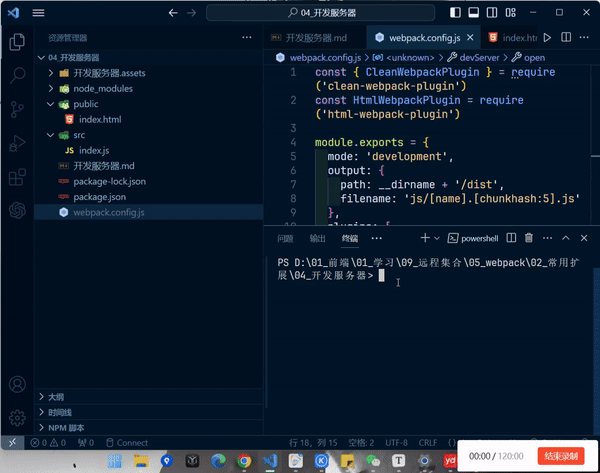 04_开发服务器
资源管理器
04_开发服务器
开发服务器.assets
node_modules
public
index.html
src
index.js
开发服务器.md
package-lock.json
package.json
webpack.config.js
大纲
时间线
NPM 脚本
开发服务器.md
webpack.config.js
index.ht
webpack.config.js > <unknown> > devServer > open
1 const { CleanWebpackPlugin } = require
('clean-webpack-plugin')
2 const HtmlWebpackPlugin = require
('html-webpack-plugin')
3
4 module.exports = {
5 mode: 'development',
6 output: {
7 path: __dirname + '/dist',
8 filename: 'js/[name].[chunkhash:5].js'
9 },
问题 输出 终端 powershell
PS D:\01_前端\01_学习\09_远程集合\05_webpack\02_常用扩
展\04_开发服务器>
0 0 0 Connect
行 18, 列 15 空格: 2 UTF-8 CRLF
00:00 / 120:00 结束录制